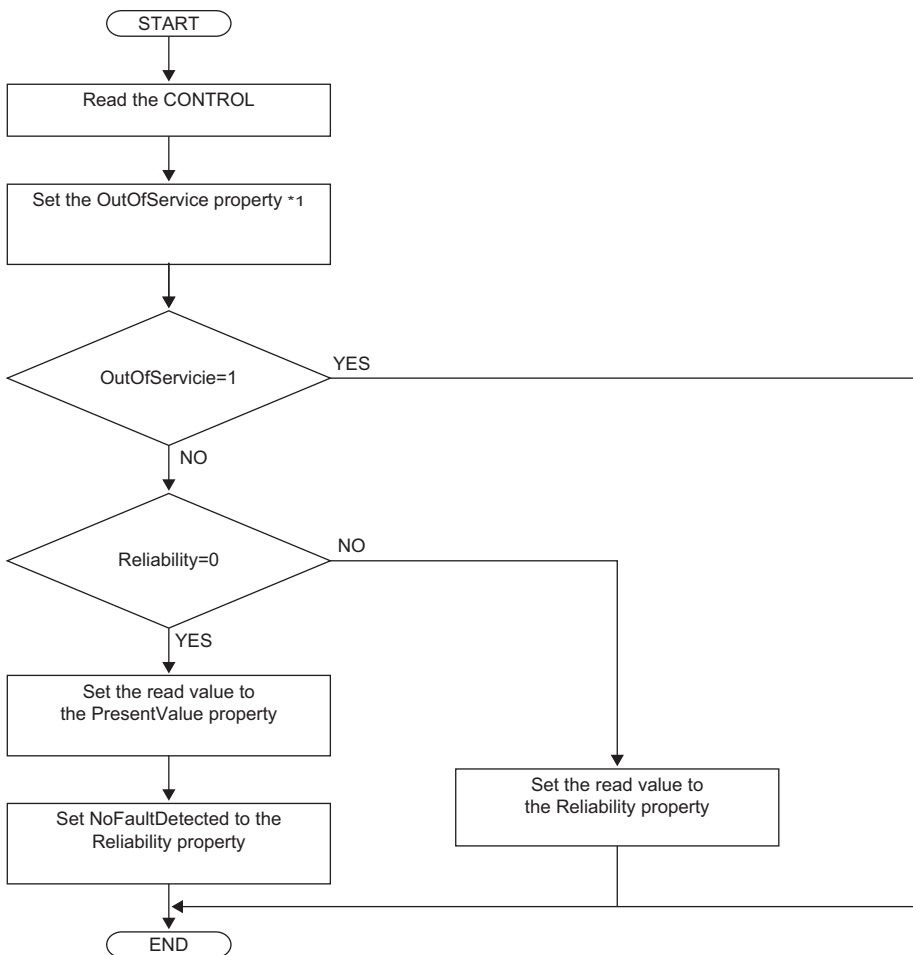 START
Read the CONTROL
Set the OutOfService property *1
OutOfServicie=1
YES
NO
Reliability=0
NO
YES
Set the read value to
the PresentValue property
Set the read value to
the Reliability property
Set NoFaultDetected to the
Reliability property
END